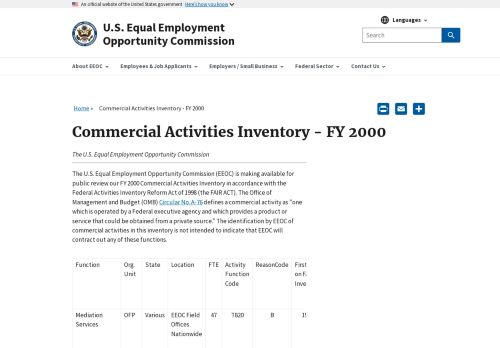 An official website of the United States government Here's how you know
U.S. Equal Employment
Opportunity Commission
Languages
Search
About EEOC
Employees & Job Applicants
Employers / Small Business
Federal Sector
Contact Us
Home » Commercial Activities Inventory - FY 2000
Commercial Activities Inventory - FY 2000
The U.S. Equal Employment Opportunity Commission
The U.S. Equal Employment Opportunity Commission (EEOC) is making available for
public review our FY 2000 Commercial Activities Inventory in accordance with the
Federal Activities Inventory Reform Act of 1998 (the FAIR ACT). The Office of
Management and Budget (OMB) Circular No. A-76 defines a commercial activity as "one
which is operated by a Federal executive agency and which provides a product or
service that could be obtained from a private source." The identification by EEOC of
commercial activities in this inventory is not intended to indicate that EEOC will
contract out any of these functions.
Function Org. State Location FTE Activity ReasonCode First
Unit Function on
Code
Mediation OFP Various EEOC Field 47 T820 B
Services Offices
Nationwide